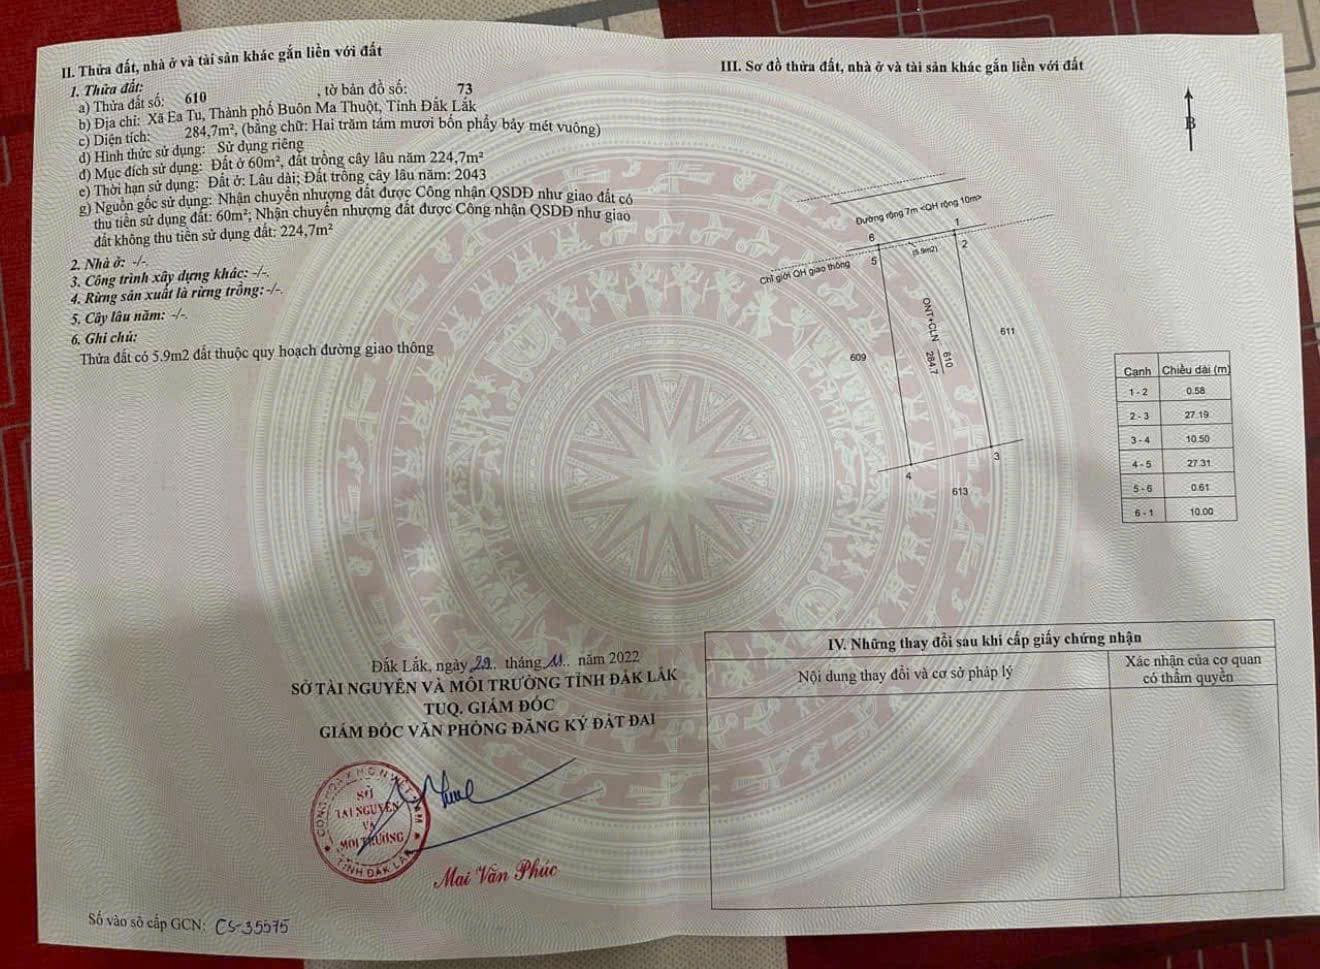 II. Thửa đất, nhà ở và tài sản khác gắn liền với đất
1. Thửa đất:
a) Thửa đất số: 610 , tờ bản đồ số: 73
b) Địa chỉ: Xã Ea Tu, Thành phố Buôn Ma Thuột, Tỉnh Đắk Lắk
c) Diện tích: 284,7m², (bằng chữ: Hai trăm tám mươi bốn phẩy bảy mét vuông)
d) Hình thức sử dụng: Sử dụng riêng
đ) Mục đích sử dụng: Đất ở 60m², đất trồng cây lâu năm 224,7m²
e) Thời hạn sử dụng: Đất ở: Lâu dài; Đất trồng cây lâu năm: 2043
g) Nguồn gốc sử dụng: Nhận chuyển nhượng đất được Công nhận QSDĐ như giao đất có
thu tiền sử dụng đất: 60m²; Nhận chuyển nhượng đất được Công nhận QSDĐ như giao
đất không thu tiền sử dụng đất: 224,7m²
2. Nhà ở: -/-.
3. Công trình xây dựng khác: -/-.
4. Rừng sản xuất là rừng trồng: -/-.
5. Cây lâu năm: -/-.
6. Ghi chú:
Thửa đất có 5.9m2 đất thuộc quy hoạch đường giao thông
Đắk Lắk, ngày 29.. tháng 11.. năm 2022
SỞ TÀI NGUYÊN VÀ MÔI TRƯỜNG TỈNH ĐẮK LẮK
TUQ. GIÁM ĐỐC
GIÁM ĐỐC VĂN PHÒNG ĐĂNG KÝ ĐẤT ĐAI
SỞ
TÀI NGUYÊN
VÀ
MÔI TRƯỜNG
TỈNH ĐẮK LẮK
Mai Văn Phúc
Số vào sổ cấp GCN: CS-35575
III. Sơ đồ thửa đất, nhà ở và tài sản khác gắn liền với đất
B
Đường rộng 7m <QH rộng 10m>
Chỉ giới QH giao thông
6
1
5
2
(5.9m2)
ONT+CLN 610
284.7
609
611
3
4
613
Cạnh Chiều dài (m)
1 - 2 0.58
2 - 3 27.19
3 - 4 10.50
4 - 5 27.31
5 - 6 0.61
6 - 1 10.00
IV. Những thay đổi sau khi cấp giấy chứng nhận
Nội dung thay đổi và cơ sở pháp lý
Xác nhận của cơ quan
có thẩm quyền